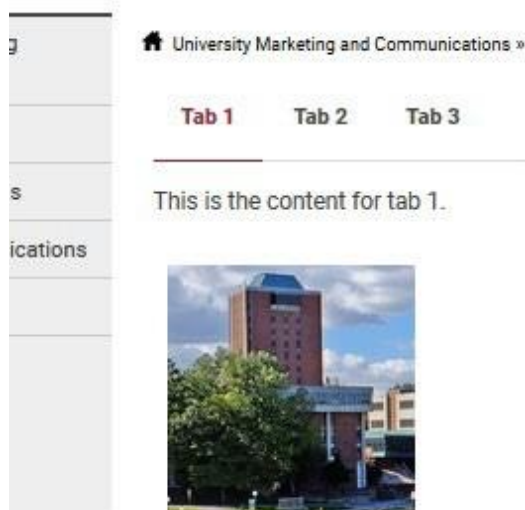 University Marketing and Communications »
Tab 1 Tab 2 Tab 3
This is the content for tab 1.
s
ications